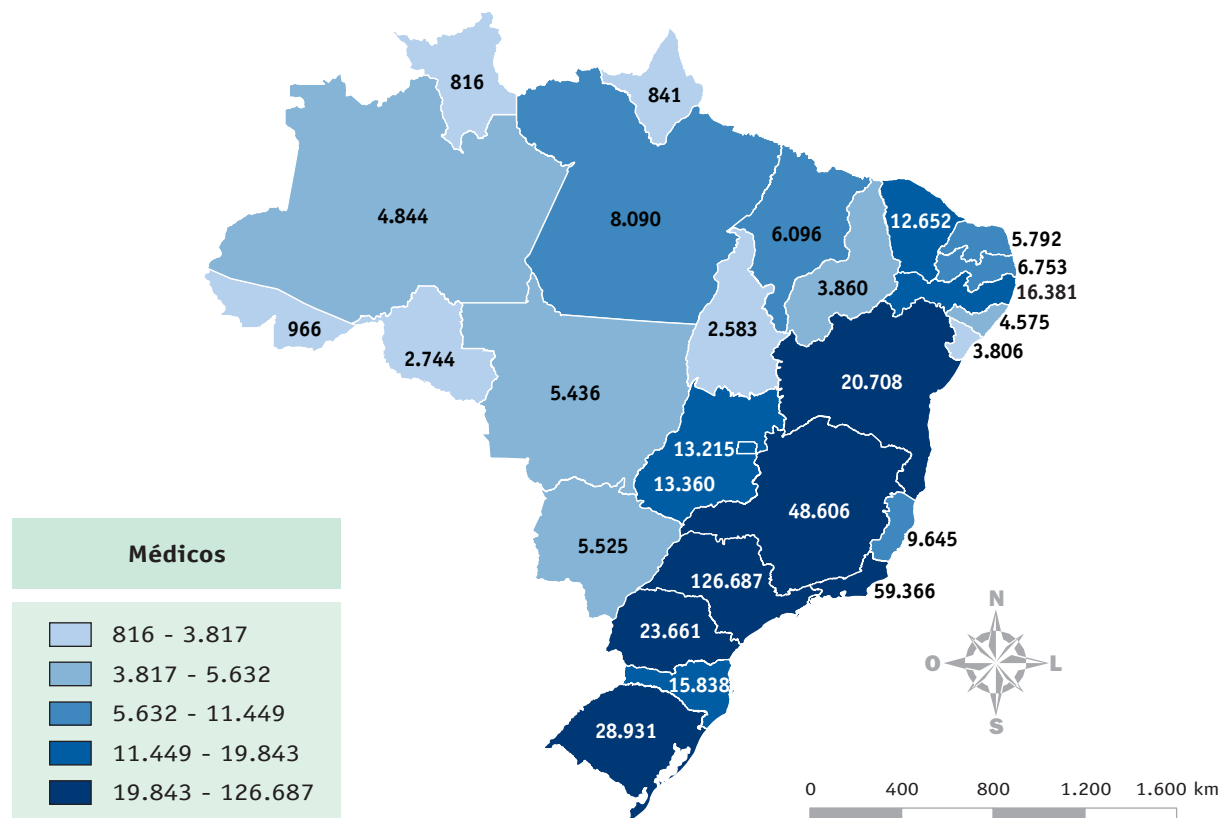 816
841
4.844
8.090
6.096
12.652
5.792
6.753
3.860
16.381
4.575
966
2.744
2.583
3.806
20.708
5.436
13.215
13.360
48.606
5.525
9.645
126.687
59.366
23.661
15.838
28.931
Médicos
816 - 3.817
3.817 - 5.632
5.632 - 11.449
11.449 - 19.843
19.843 - 126.687
N
O L
S
0 400 800 1.200 1.600 km